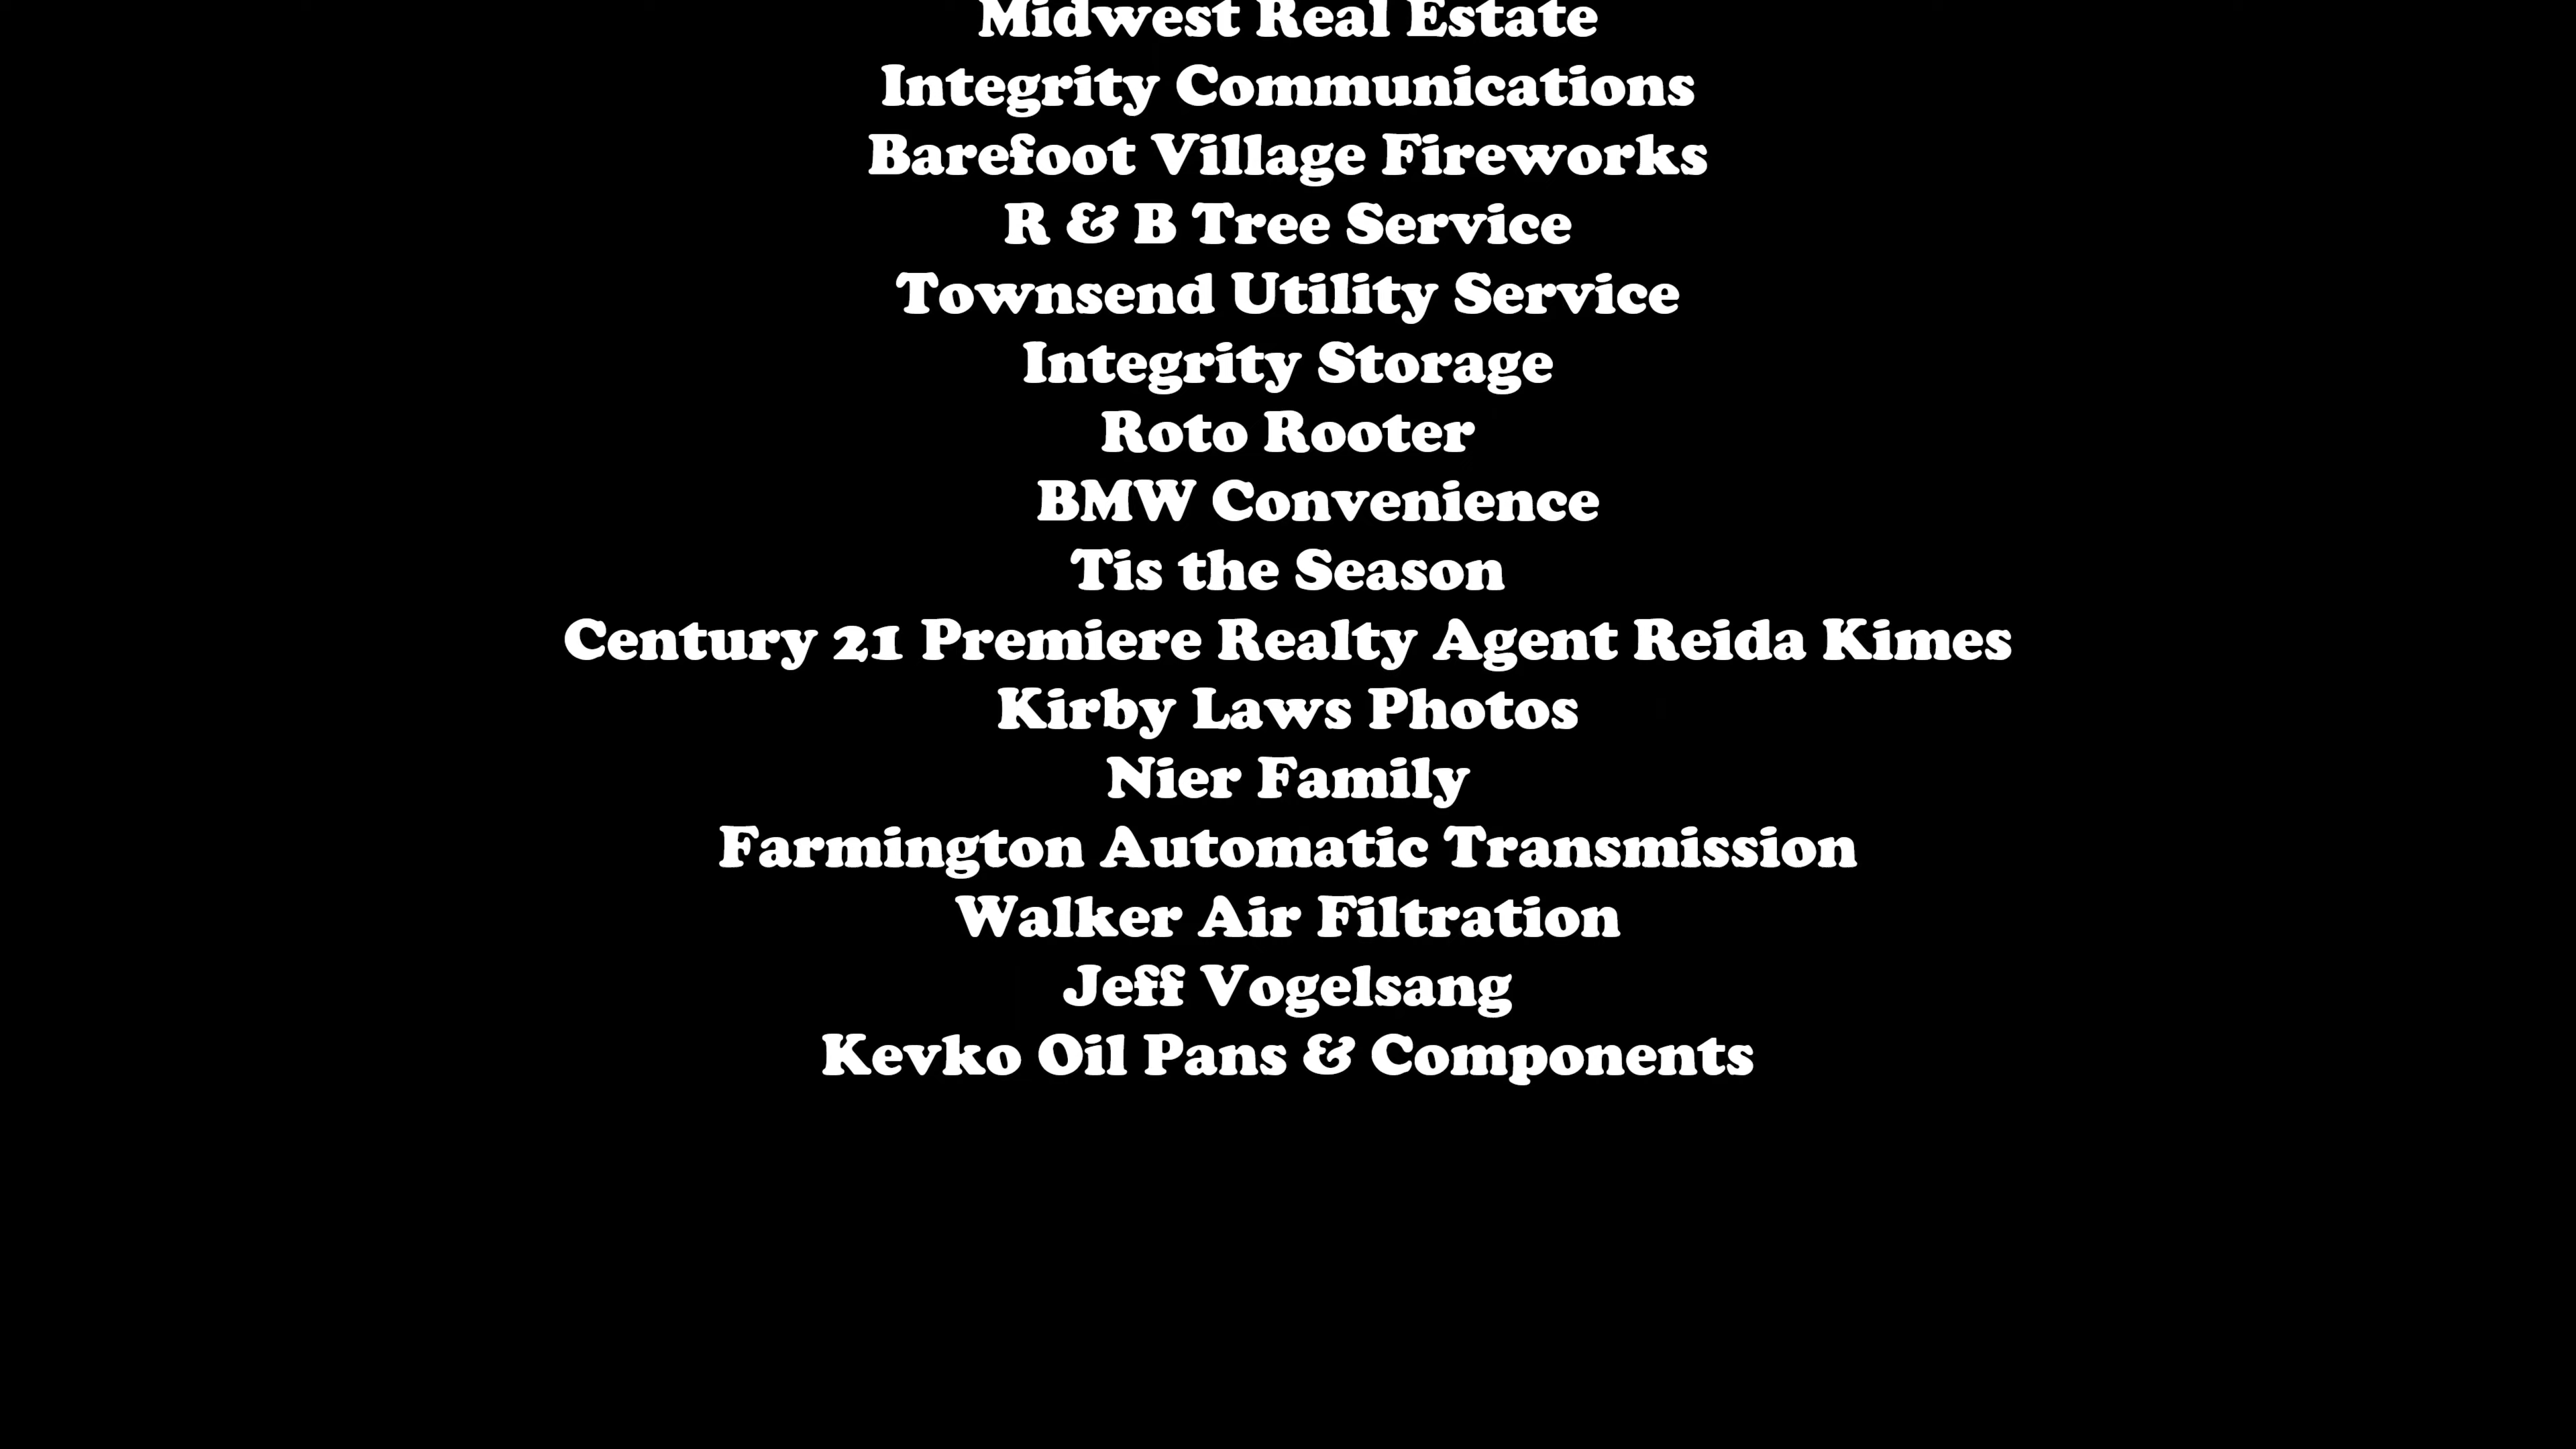 Midwest Real Estate
Integrity Communications
Barefoot Village Fireworks
R & B Tree Service
Townsend Utility Service
Integrity Storage
Roto Rooter
BMW Convenience
Tis the Season
Century 21 Premiere Realty Agent Reida Kimes
Kirby Laws Photos
Nier Family
Farmington Automatic Transmission
Walker Air Filtration
Jeff Vogelsang
Kevko Oil Pans & Components